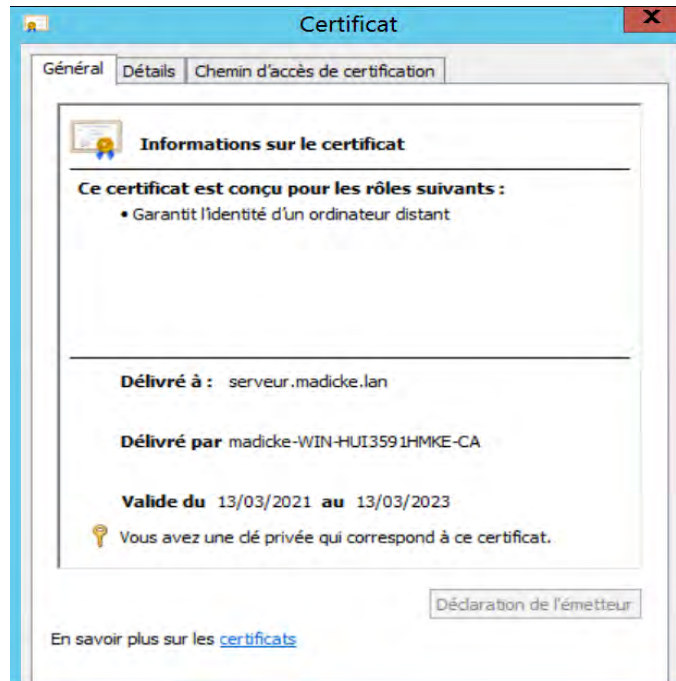 Certificat
x
Général Détails Chemin d'accès de certification
Informations sur le certificat
Ce certificat est conçu pour les rôles suivants :
• Garantit l'identité d'un ordinateur distant
Délivré à : serveur.madicke.lan
Délivré par madicke-WIN-HUI3591HMKE-CA
Valide du 13/03/2021 au 13/03/2023
Vous avez une clé privée qui correspond à ce certificat.
Déclaration de l'émetteur
En savoir plus sur les certificats